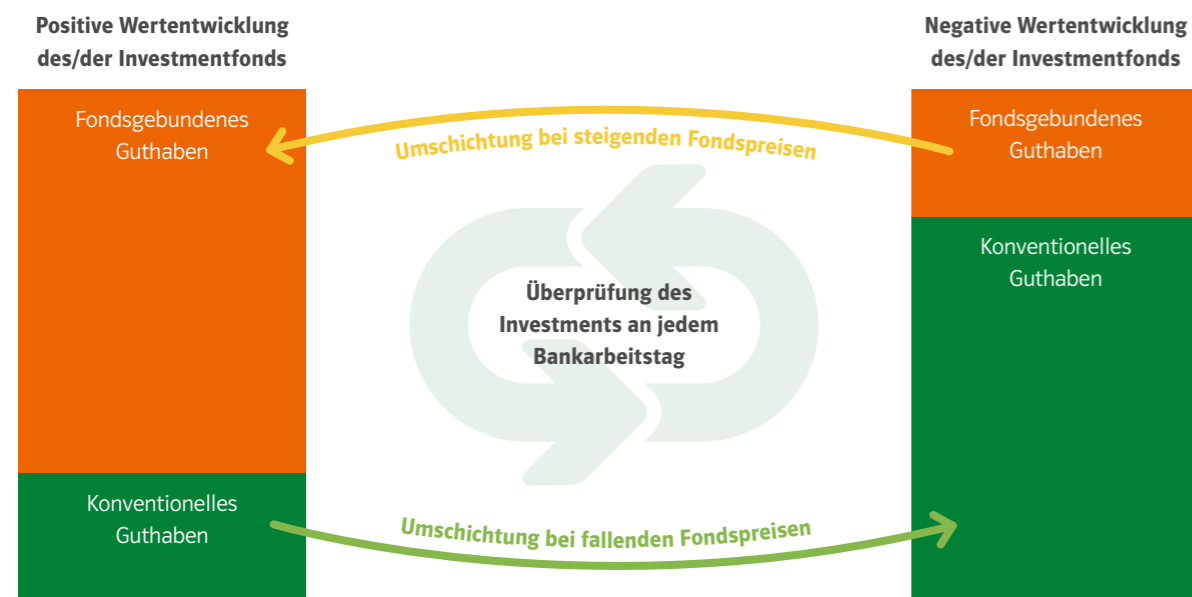 Positive Wertentwicklung
des/der Investmentfonds
Negative Wertentwicklung
des/der Investmentfonds
Fondsgebundenes
Guthaben
Umschichtung bei steigenden Fondspreisen
Fondsgebundenes
Guthaben
Konventionelles
Guthaben
Überprüfung des
Investments an jedem
Bankarbeitstag
Konventionelles
Guthaben
Umschichtung bei fallenden Fondspreisen